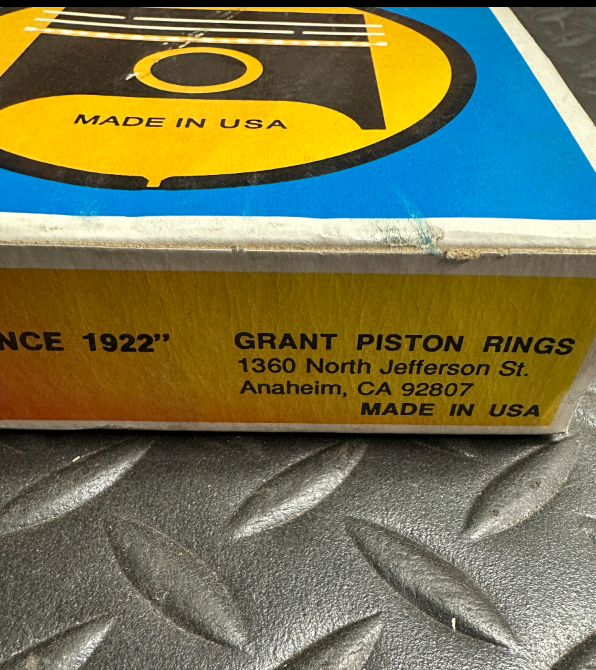 MADE IN USA
NCE 1922”
GRANT PISTON RINGS
1360 North Jefferson St.
Anaheim, CA 92807
MADE IN USA